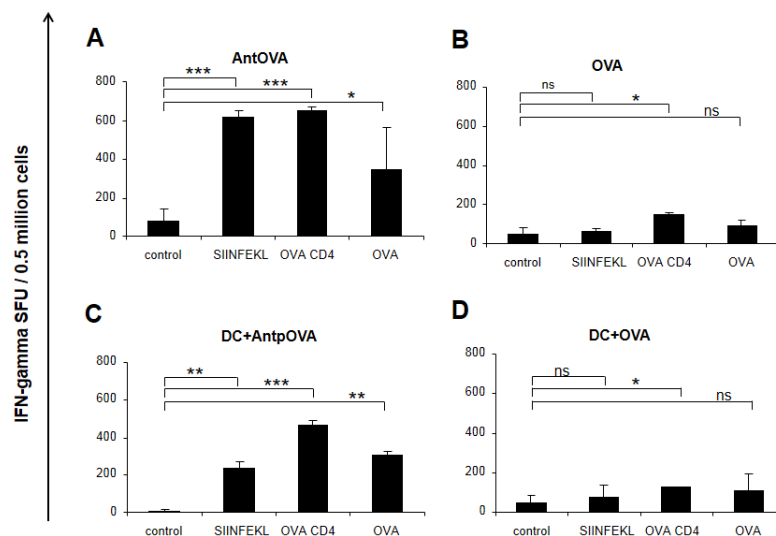 IFN-gamma SFU / 0.5 million cells
A
AntOVA
800
600
400
200
0
***
***
*
control
SIINFEKL
OVA CD4
OVA
B
OVA
800
600
400
200
0
ns
*
ns
control
SIINFEKL
OVA CD4
OVA
C
DC+AntpOVA
800
600
400
200
0
**
***
**
control
SIINFEKL
OVA CD4
OVA
D
DC+OVA
800
600
400
200
0
ns
*
ns
control
SIINFEKL
OVA CD4
OVA